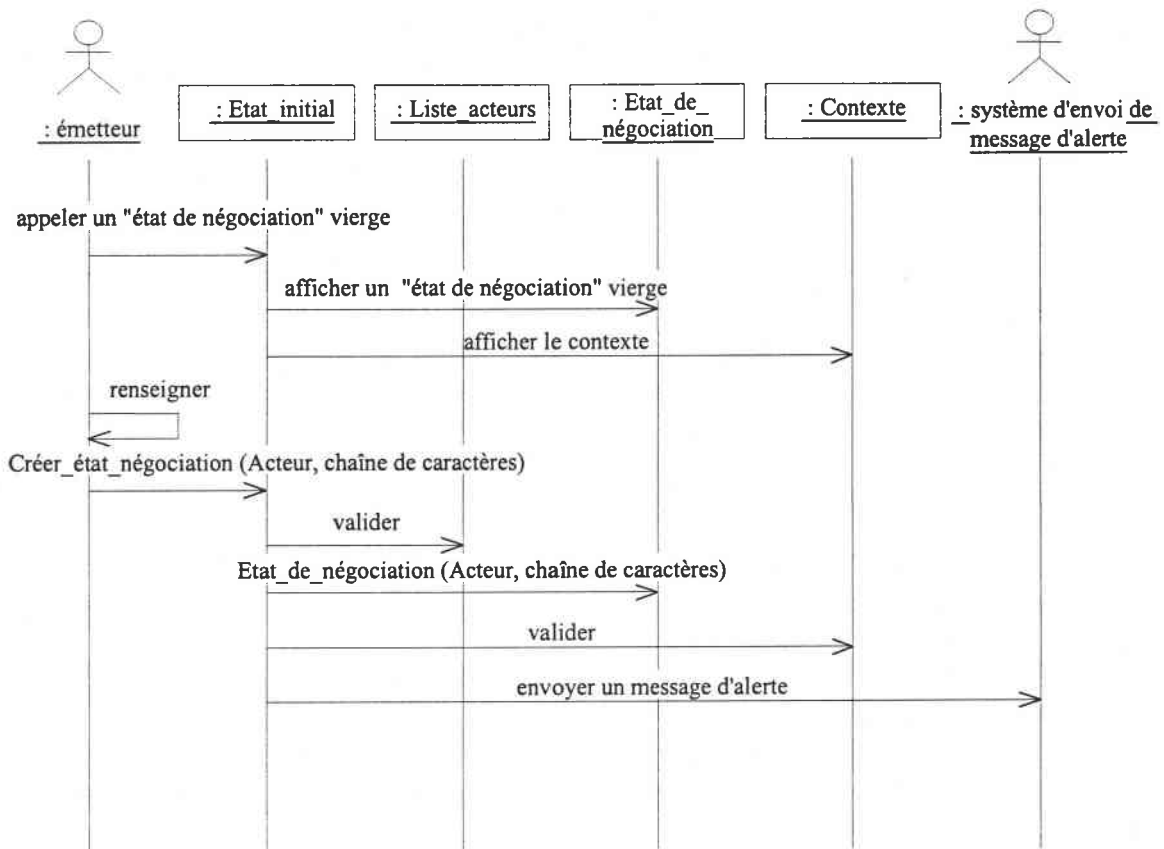 : émetteur
: Etat_initial
: Liste_acteurs
: Etat_de_
négociation
: Contexte
: système d'envoi de
message d'alerte
appeler un "état de négociation" vierge
afficher un "état de négociation" vierge
afficher le contexte
renseigner
Créer_état_négociation (Acteur, chaîne de caractères)
valider
Etat_de_négociation (Acteur, chaîne de caractères)
valider
envoyer un message d'alerte